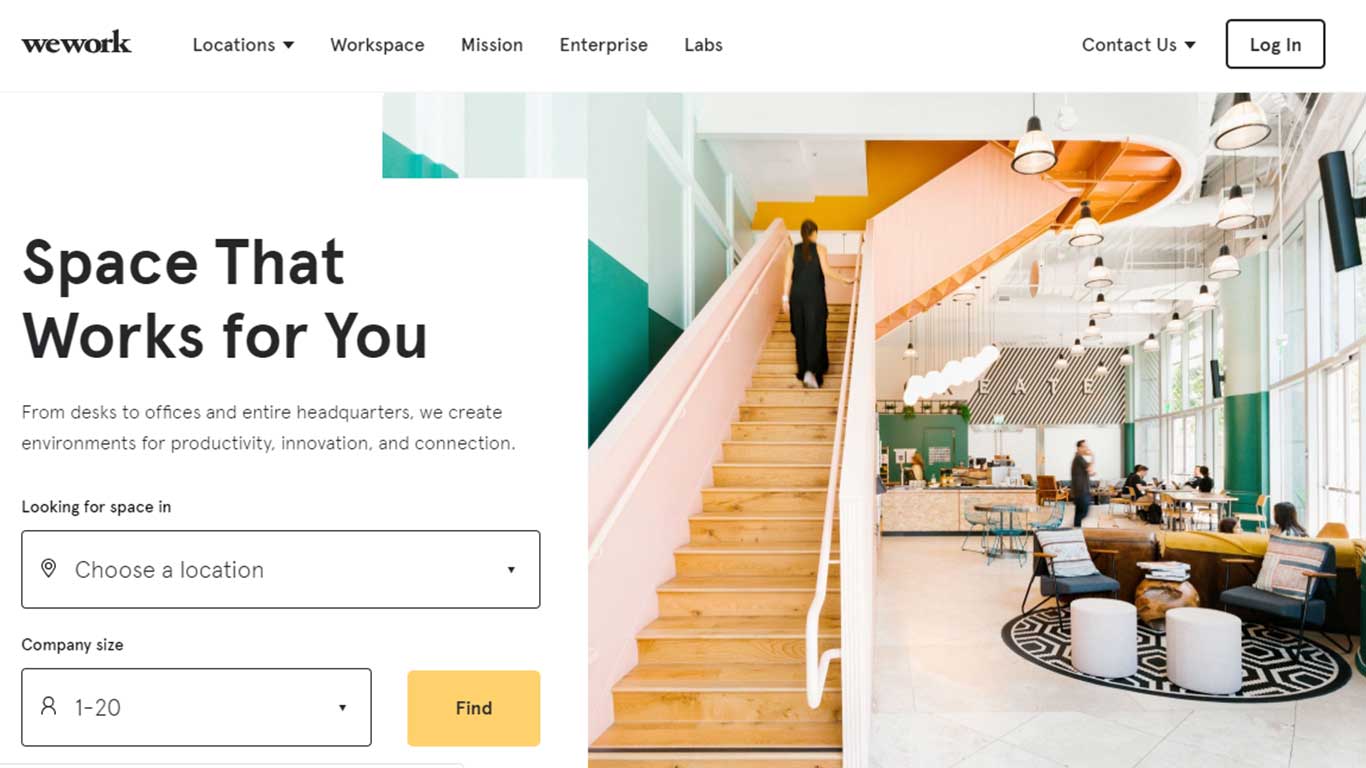 wework
Locations
Workspace
Mission
Enterprise
Labs
Contact Us
Log In
Space That
Works for You
From desks to offices and entire headquarters, we create
environments for productivity, innovation, and connection.
Looking for space in
Choose a location
Company size
1-20
Find
EATE